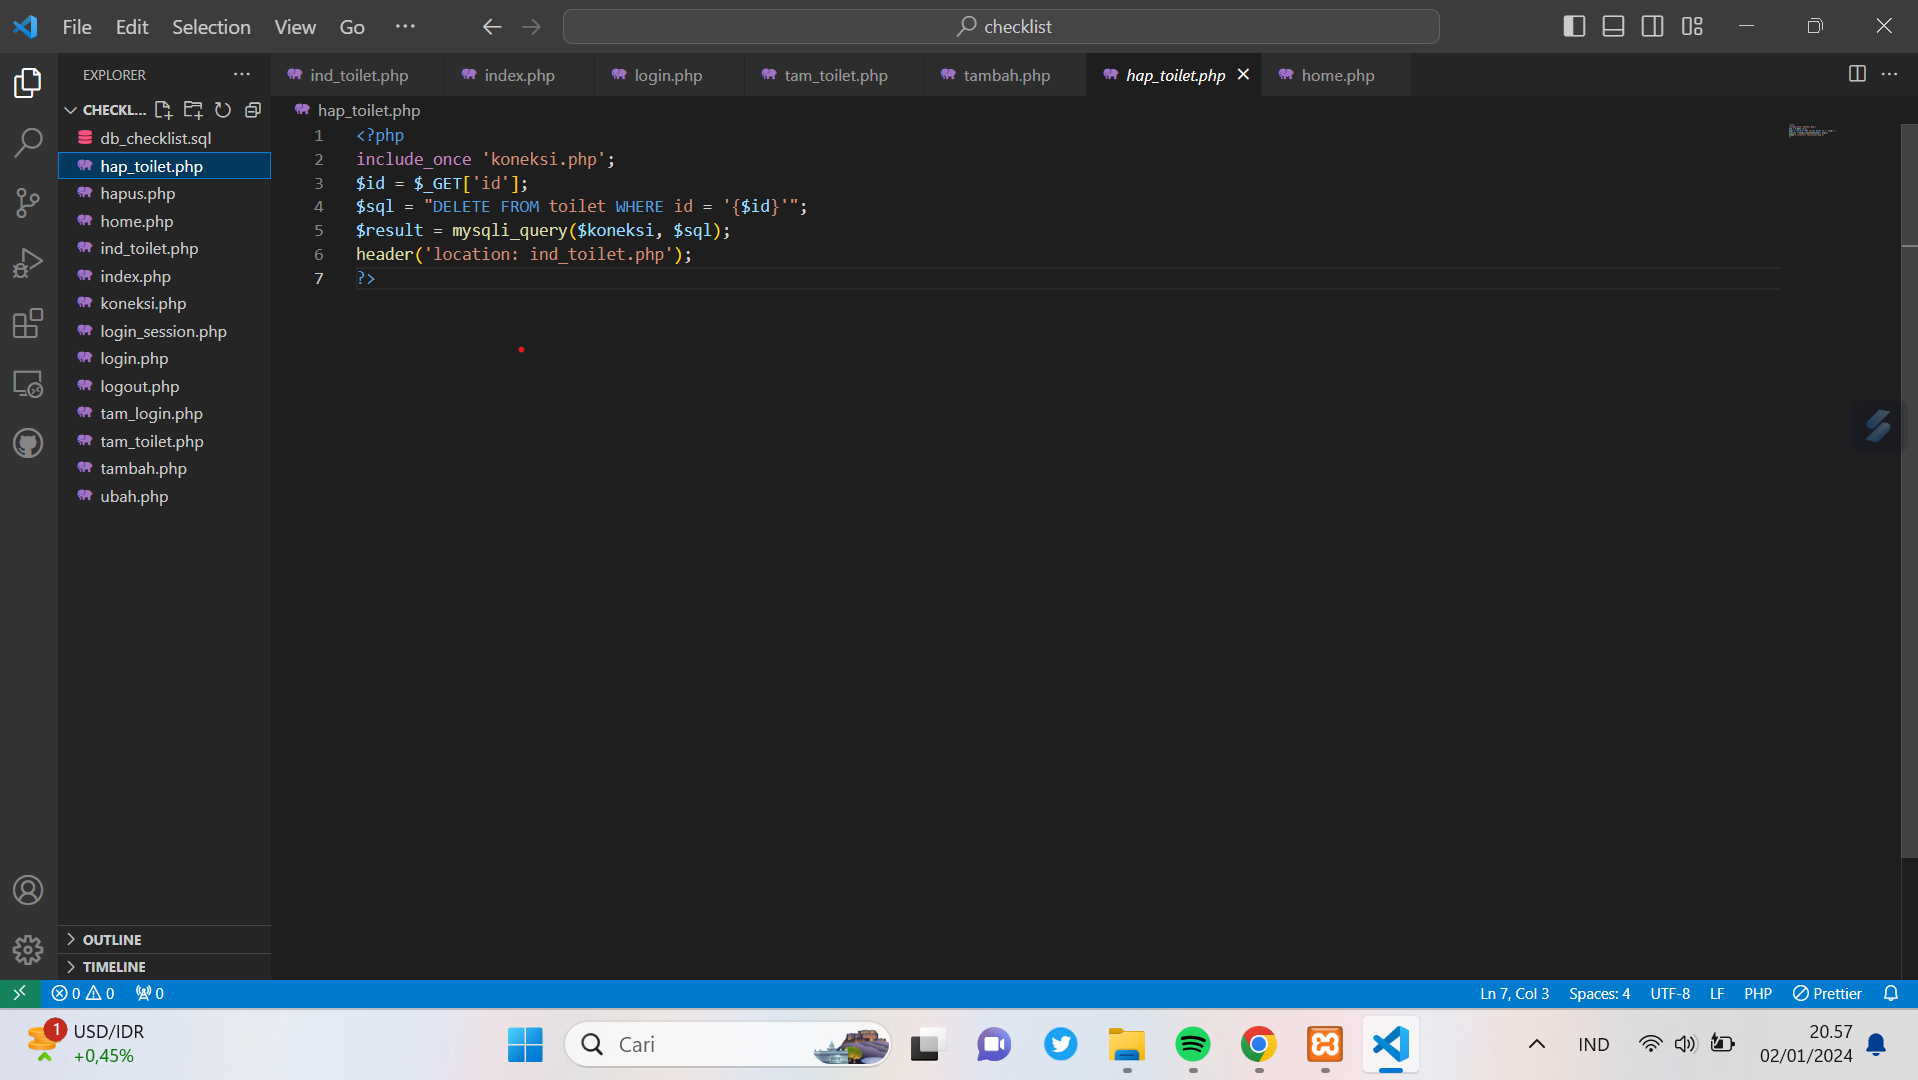 File Edit Selection View Go ···
checklist
EXPLORER
CHECKL...
db_checklist.sql
hap_toilet.php
hapus.php
home.php
ind_toilet.php
index.php
koneksi.php
login_session.php
login.php
logout.php
tam_login.php
tam_toilet.php
tambah.php
ubah.php
OUTLINE
TIMELINE
ind_toilet.php index.php login.php tam_toilet.php tambah.php hap_toilet.php home.php
hap_toilet.php
1 <?php
2 include_once 'koneksi.php';
3 $id = $_GET['id'];
4 $sql = "DELETE FROM toilet WHERE id = '{$id}'";
5 $result = mysqli_query($koneksi, $sql);
6 header('location: ind_toilet.php');
7 ?>
0 0 0 Ln 7, Col 3 Spaces: 4 UTF-8 LF PHP Prettier
1 USD/IDR
+0,45%
Cari
IND
20.57
02/01/2024